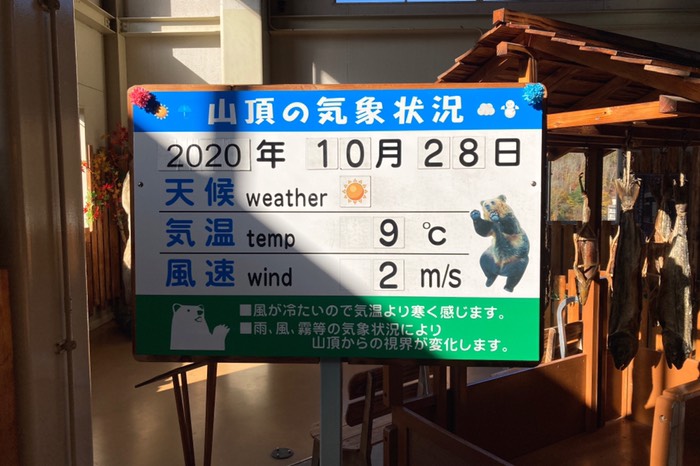 山頂の気象状況
2020年 10月 28日
天候 weather
気温 temp 9 ℃
風速 wind 2 m/s
■風が冷たいので気温より寒く感じます。
■雨、風、霧等の気象状況により
山頂からの視界が変化します。